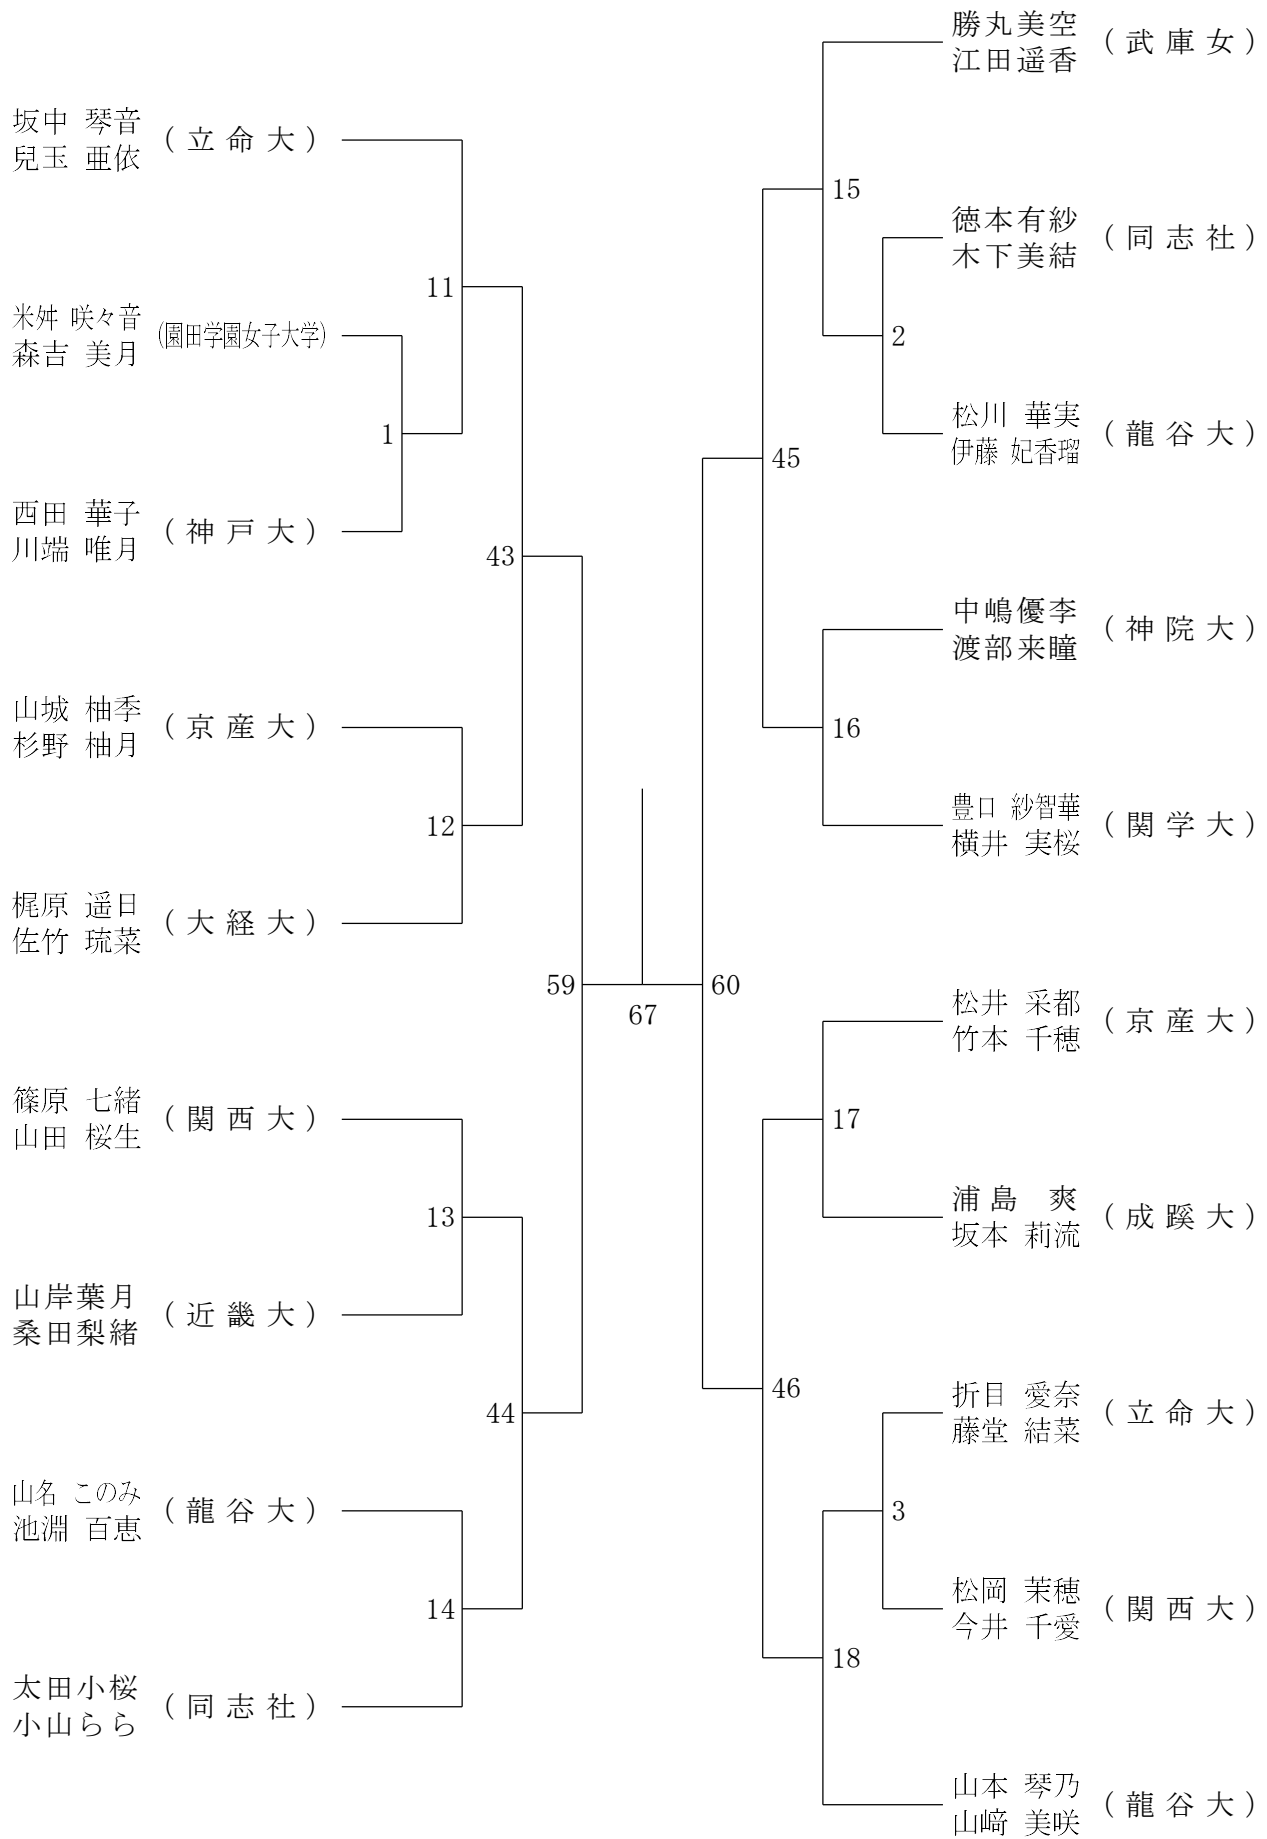 坂中 琴音
兒玉 亜依
(立命大)
米舛 咲々音
森吉 美月
(園田学園女子大学)
西田 華子
川端 唯月
(神戸大)
山城 柚季
杉野 柚月
(京産大)
梶原 遥日
佐竹 琉菜
(大経大)
篠原 七緒
山田 桜生
(関西大)
山岸葉月
桑田梨緒
(近畿大)
山名 このみ
池淵 百恵
(龍谷大)
太田小桜
小山らら
(同志社)
1
11
12
13
14
43
44
59
67
60
45
46
15
16
17
18
2
3
勝丸美空
江田遥香
(武庫女)
徳本有紗
木下美結
(同志社)
松川 華実
伊藤 妃香瑠
(龍谷大)
中嶋優李
渡部来瞳
(神院大)
豊口 紗智華
横井 実桜
(関学大)
松井 采都
竹本 千穂
(京産大)
浦島 爽
坂本 莉流
(成蹊大)
折目 愛奈
藤堂 結菜
(立命大)
松岡 茉穂
今井 千愛
(関西大)
山本 琴乃
山﨑 美咲
(龍谷大)